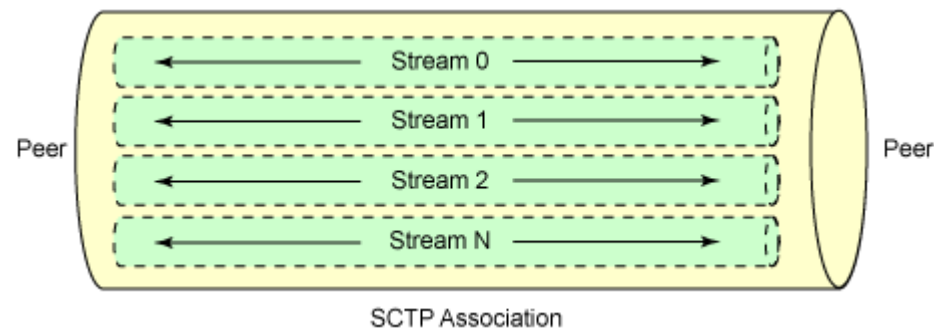 Stream 0
Stream 1
Peer
Peer
Stream 2
Stream N
SCTP Association